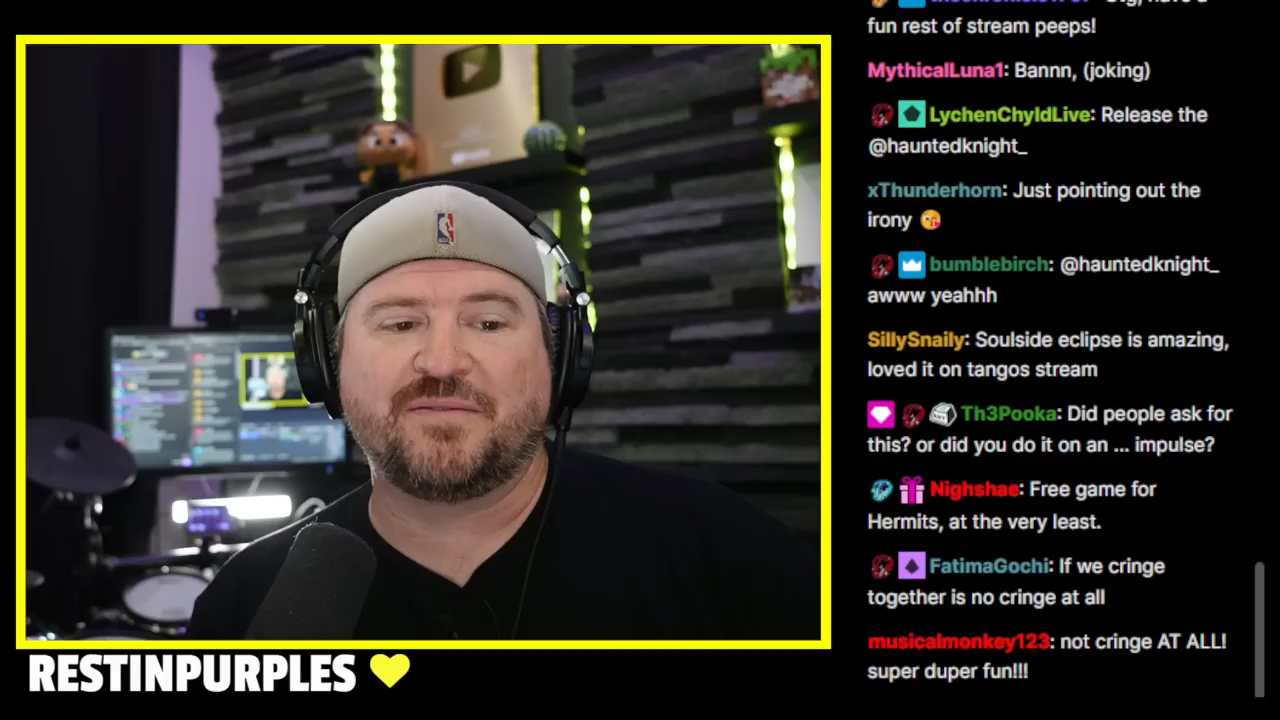 fun rest of stream peeps!
MythicalLuna1: Bannn, (joking)
LychenChyldLive: Release the
@hauntedknight_
xThunderhorn: Just pointing out the
irony 😘
bumblebirch: @hauntedknight_
awww yeahhh
SillySnaily: Soulside eclipse is amazing,
loved it on tangos stream
Th3Pooka: Did people ask for
this? or did you do it on an ... impulse?
Nighshae: Free game for
Hermits, at the very least.
FatimaGochi: If we cringe
together is no cringe at all
musicalmonkey123: not cringe AT ALL!
super duper fun!!!
RESTINPURPLES 💛